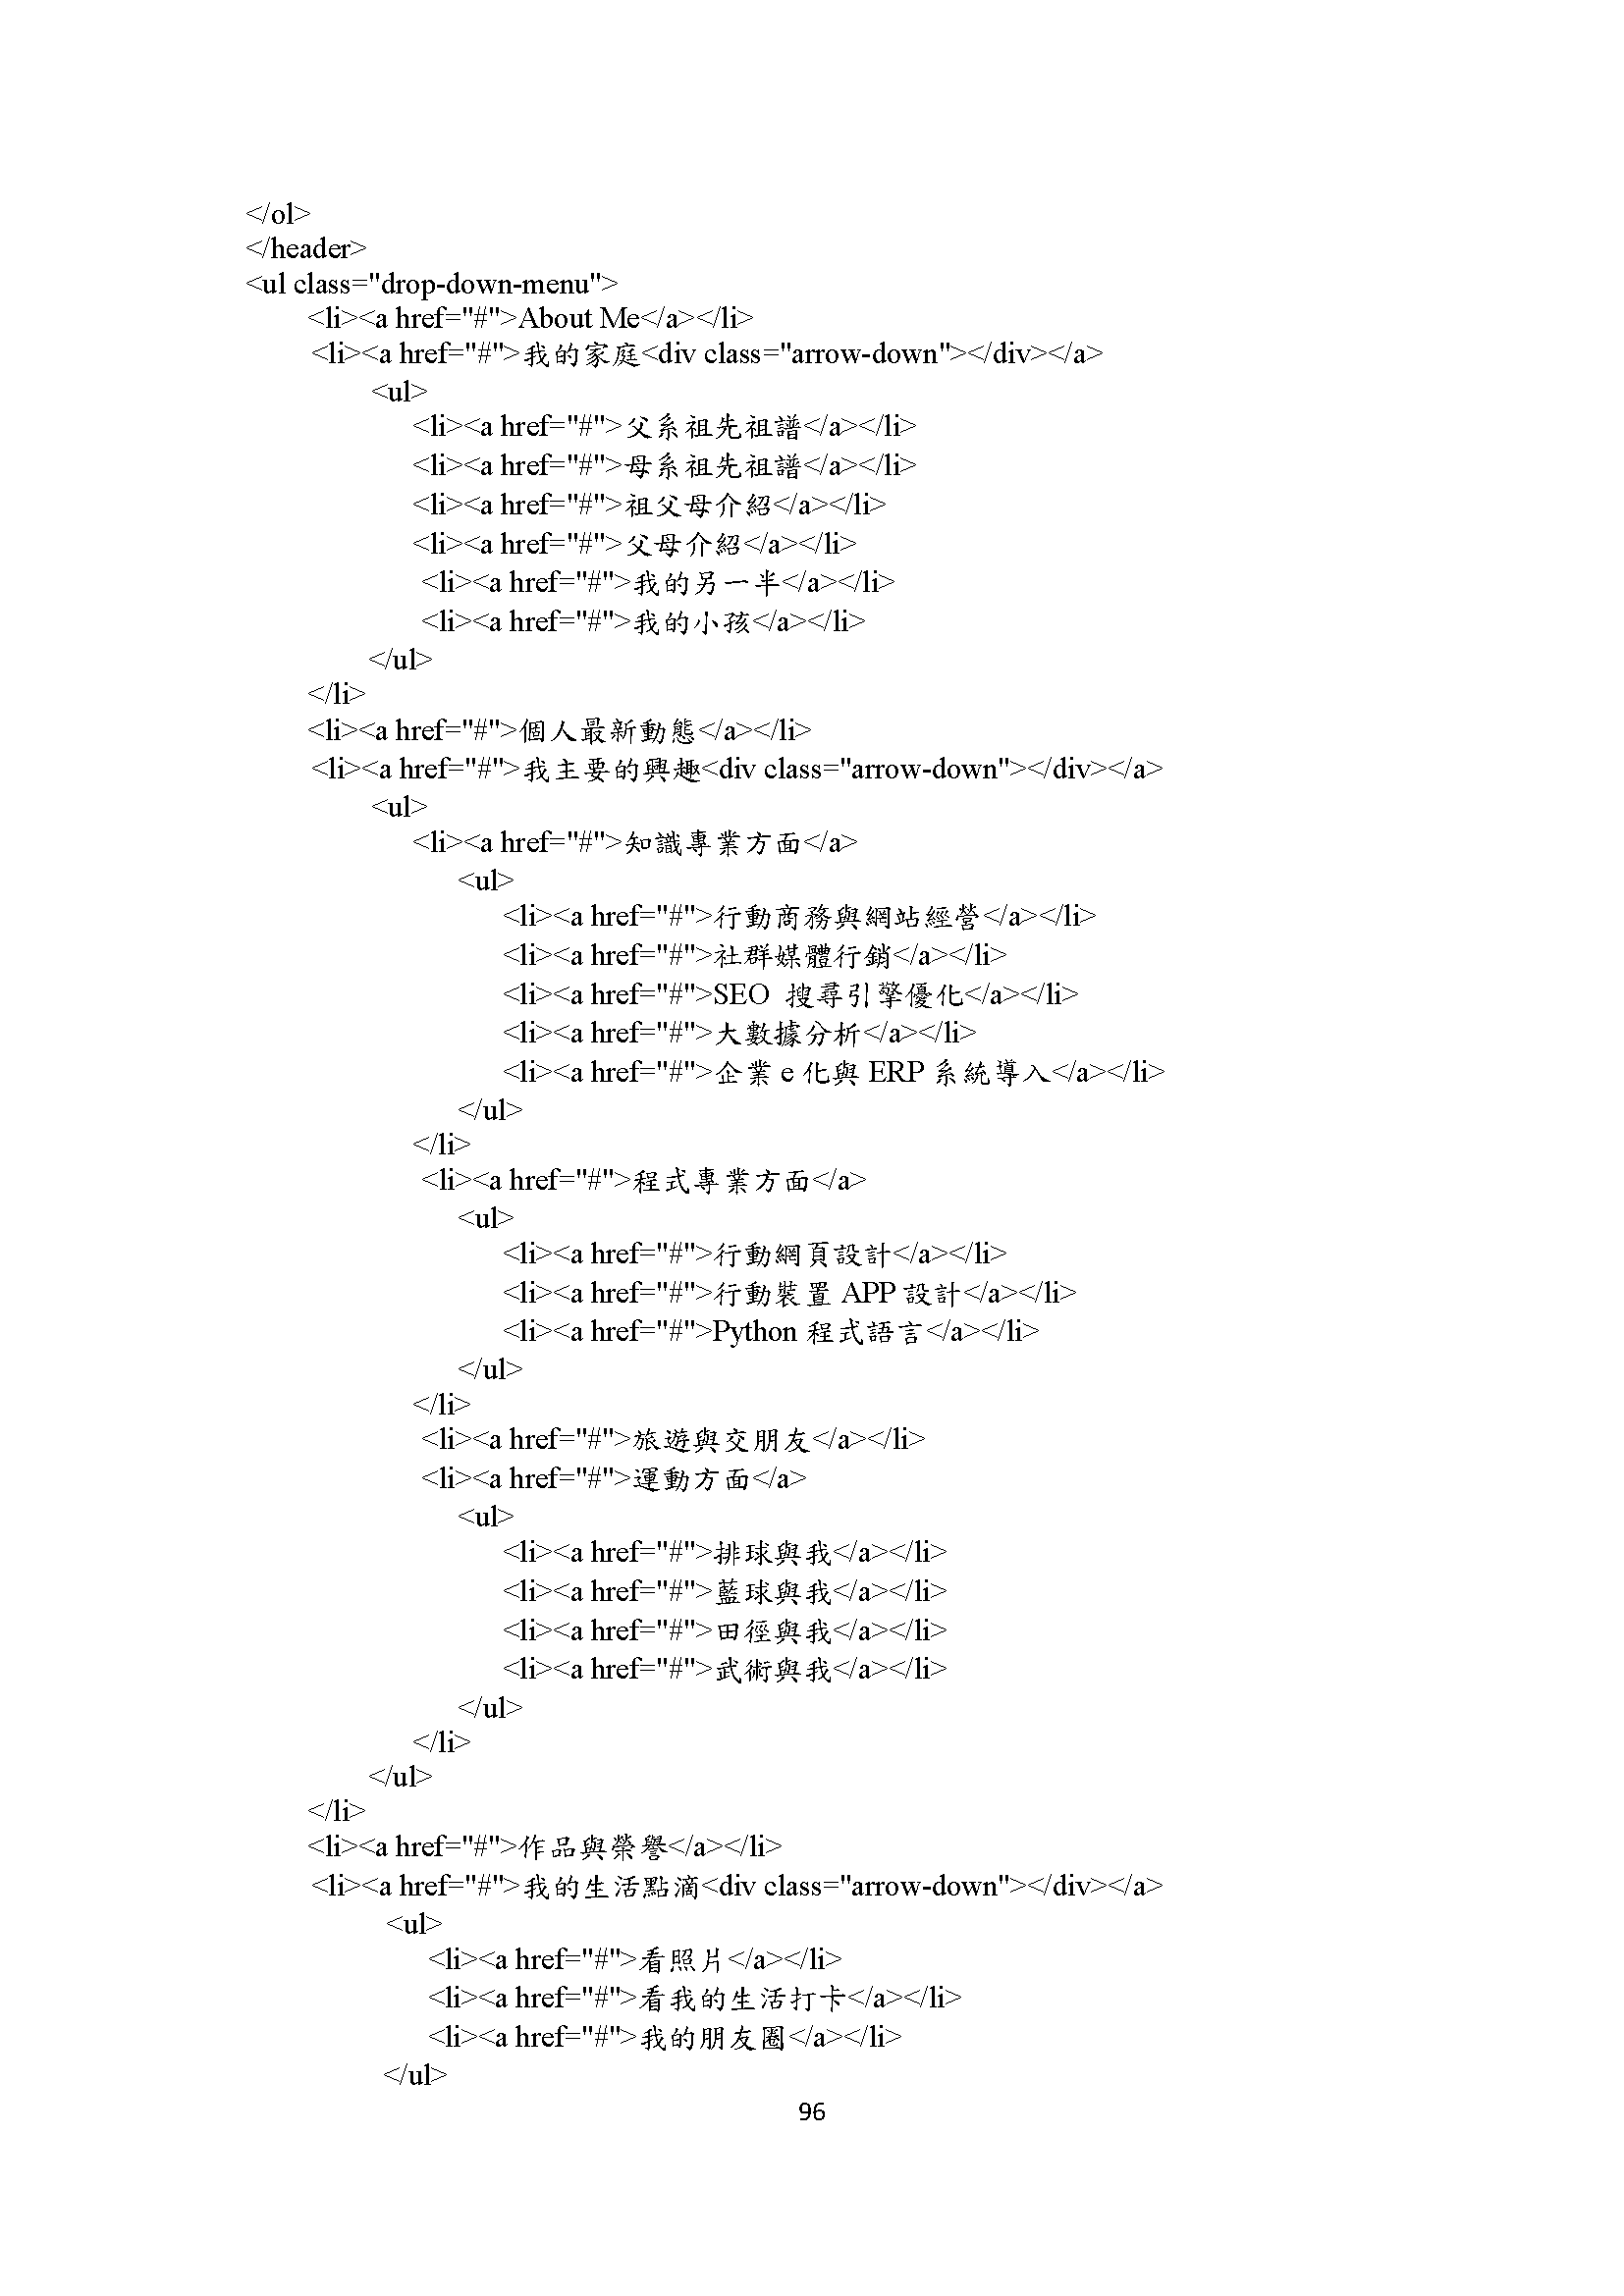 </ol>
</header>
<ul class="drop-down-menu">
<li><a href="#">About Me</a></li>
<li><a href="#">我的家庭<div class="arrow-down"></div></a>
<ul>
<li><a href="#">父系祖先祖譜</a></li>
<li><a href="#">母系祖先祖譜</a></li>
<li><a href="#">祖父母介紹</a></li>
<li><a href="#">父母介紹</a></li>
<li><a href="#">我的另一半</a></li>
<li><a href="#">我的小孩</a></li>
</ul>
</li>
<li><a href="#">個人最新動態</a></li>
<li><a href="#">我主要的興趣<div class="arrow-down"></div></a>
<ul>
<li><a href="#">知識專業方面</a>
<ul>
<li><a href="#">行動商務與網站經營</a></li>
<li><a href="#">社群媒體行銷</a></li>
<li><a href="#">SEO 搜尋引擎優化</a></li>
<li><a href="#">大數據分析</a></li>
<li><a href="#">企業 e 化與 ERP 系統導入</a></li>
</ul>
</li>
<li><a href="#">程式專業方面</a>
<ul>
<li><a href="#">行動網頁設計</a></li>
<li><a href="#">行動裝置 APP 設計</a></li>
<li><a href="#">Python 程式語言</a></li>
</ul>
</li>
<li><a href="#">旅遊與交朋友</a></li>
<li><a href="#">運動方面</a>
<ul>
<li><a href="#">排球與我</a></li>
<li><a href="#">藍球與我</a></li>
<li><a href="#">田徑與我</a></li>
<li><a href="#">武術與我</a></li>
</ul>
</li>
</ul>
</li>
<li><a href="#">作品與榮譽</a></li>
<li><a href="#">我的生活點滴<div class="arrow-down"></div></a>
<ul>
<li><a href="#">看照片</a></li>
<li><a href="#">看我的生活打卡</a></li>
<li><a href="#">我的朋友圈</a></li>
</ul>
96